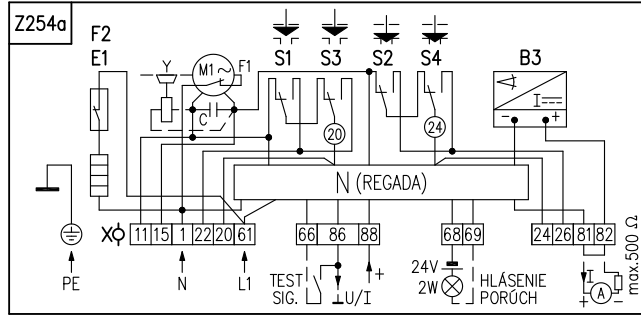 Z254a
F2
E1
Y
M1
F1
C
S1
S3
S2
S4
B3
I
- +
20
24
N (REGADA)
X
11 15 1 22 20 61
66 86 88
68 69
24 26 81 82
PE
N
L1
TEST
SIG.
U/I
+
24V
2W
HLÁSENIE
PORÚCH
I
A
+ -
max.500 Ω